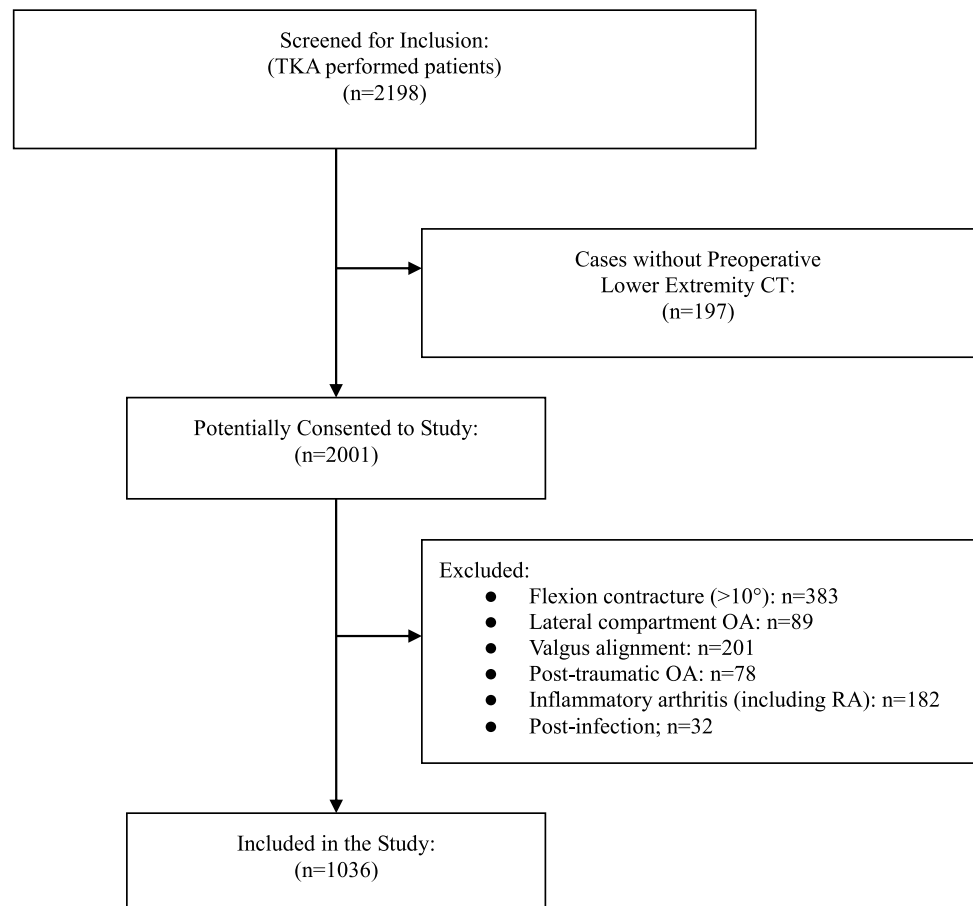 Screened for Inclusion:
(TKA performed patients)
(n=2198)
Cases without Preoperative
Lower Extremity CT:
(n=197)
Potentially Consented to Study:
(n=2001)
Excluded:
● Flexion contracture (>10°): n=383
● Lateral compartment OA: n=89
● Valgus alignment: n=201
● Post-traumatic OA: n=78
● Inflammatory arthritis (including RA): n=182
● Post-infection; n=32
Included in the Study:
(n=1036)